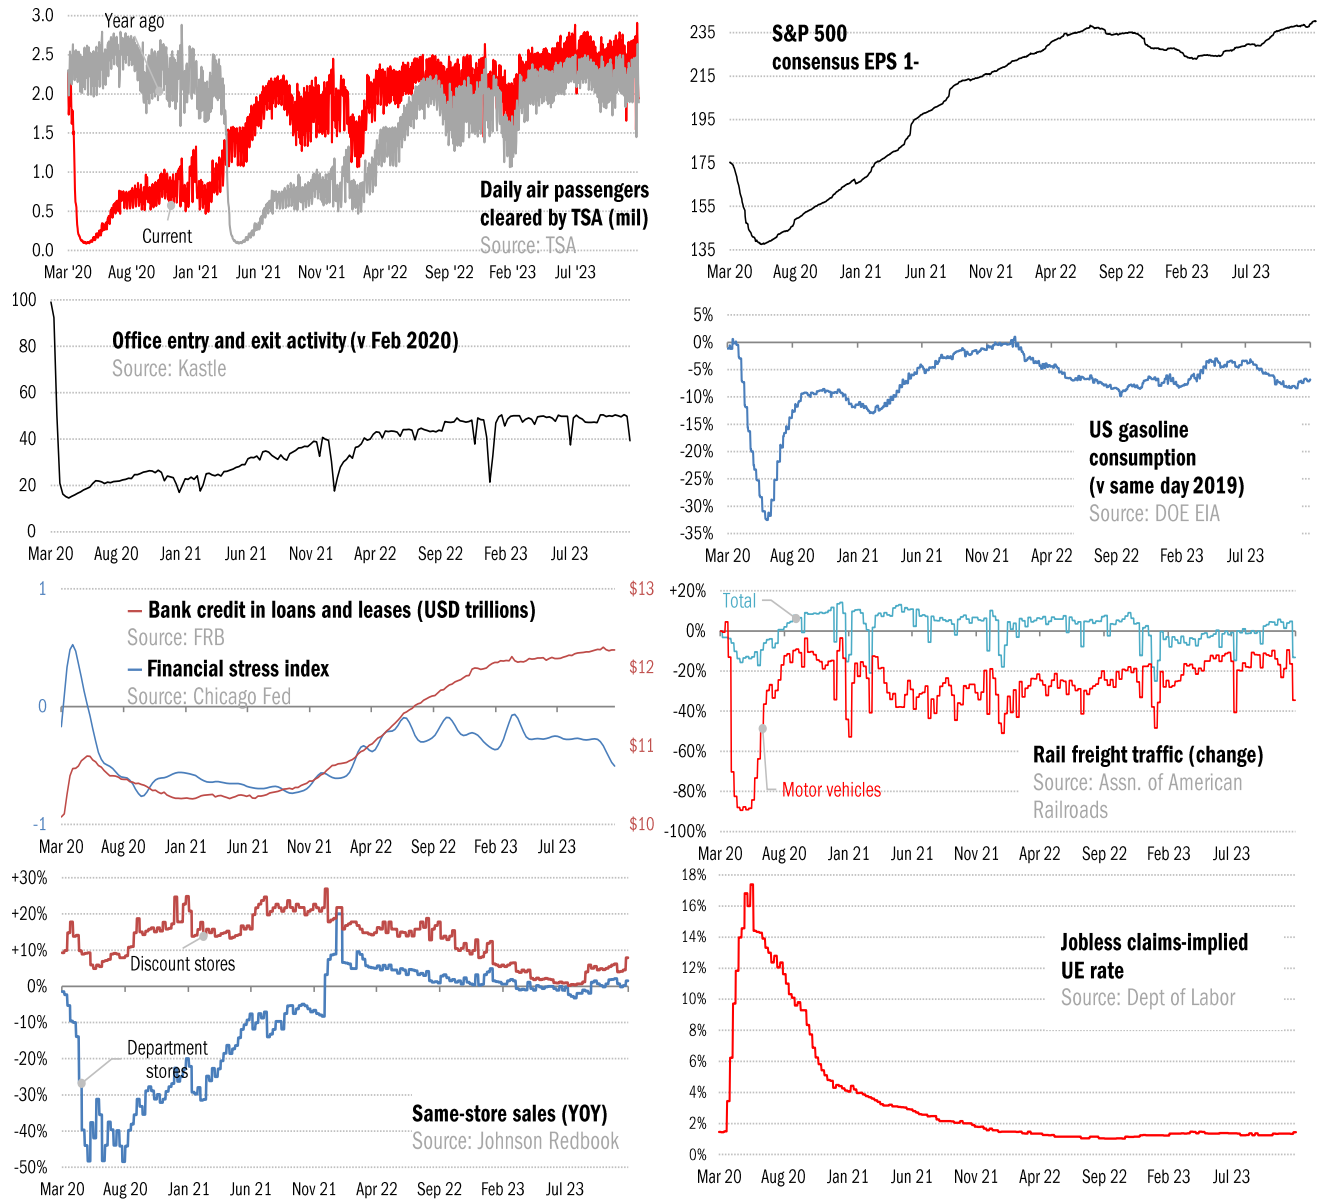 3.0
2.5
2.0
1.5
1.0
0.5
0.0
Year ago
Current
Daily air passengers
cleared by TSA (mil)
Source: TSA
Mar '20 Aug '20 Jan '21 Jun '21 Nov '21 Apr '22 Sep '22 Feb '23 Jul '23
235
215
195
175
155
135
S&P 500
consensus EPS 1-
Mar 20 Aug 20 Jan 21 Jun 21 Nov 21 Apr 22 Sep 22 Feb 23 Jul 23
100
80
60
40
20
0
Office entry and exit activity (v Feb 2020)
Source: Kastle
Mar 20 Aug 20 Jan 21 Jun 21 Nov 21 Apr 22 Sep 22 Feb 23 Jul 23
5%
0%
-5%
-10%
-15%
-20%
-25%
-30%
-35%
US gasoline
consumption
(v same day 2019)
Source: DOE EIA
Mar 20 Aug 20 Jan 21 Jun 21 Nov 21 Apr 22 Sep 22 Feb 23 Jul 23
1
0
-1
Bank credit in loans and leases (USD trillions)
Source: FRB
Financial stress index
Source: Chicago Fed
$13
$12
$11
$10
Mar 20 Aug 20 Jan 21 Jun 21 Nov 21 Apr 22 Sep 22 Feb 23 Jul 23
+20%
0%
-20%
-40%
-60%
-80%
-100%
Total
Motor vehicles
Rail freight traffic (change)
Source: Assn. of American
Railroads
Mar 20 Aug 20 Jan 21 Jun 21 Nov 21 Apr 22 Sep 22 Feb 23 Jul 23
+30%
+20%
+10%
0%
-10%
-20%
-30%
-40%
-50%
Discount stores
Department
stores
Same-store sales (YOY)
Source: Johnson Redbook
Mar 20 Aug 20 Jan 21 Jun 21 Nov 21 Apr 22 Sep 22 Feb 23 Jul 23
18%
16%
14%
12%
10%
8%
6%
4%
2%
0%
Jobless claims-implied
UE rate
Source: Dept of Labor
Mar 20 Aug 20 Jan 21 Jun 21 Nov 21 Apr 22 Sep 22 Feb 23 Jul 23